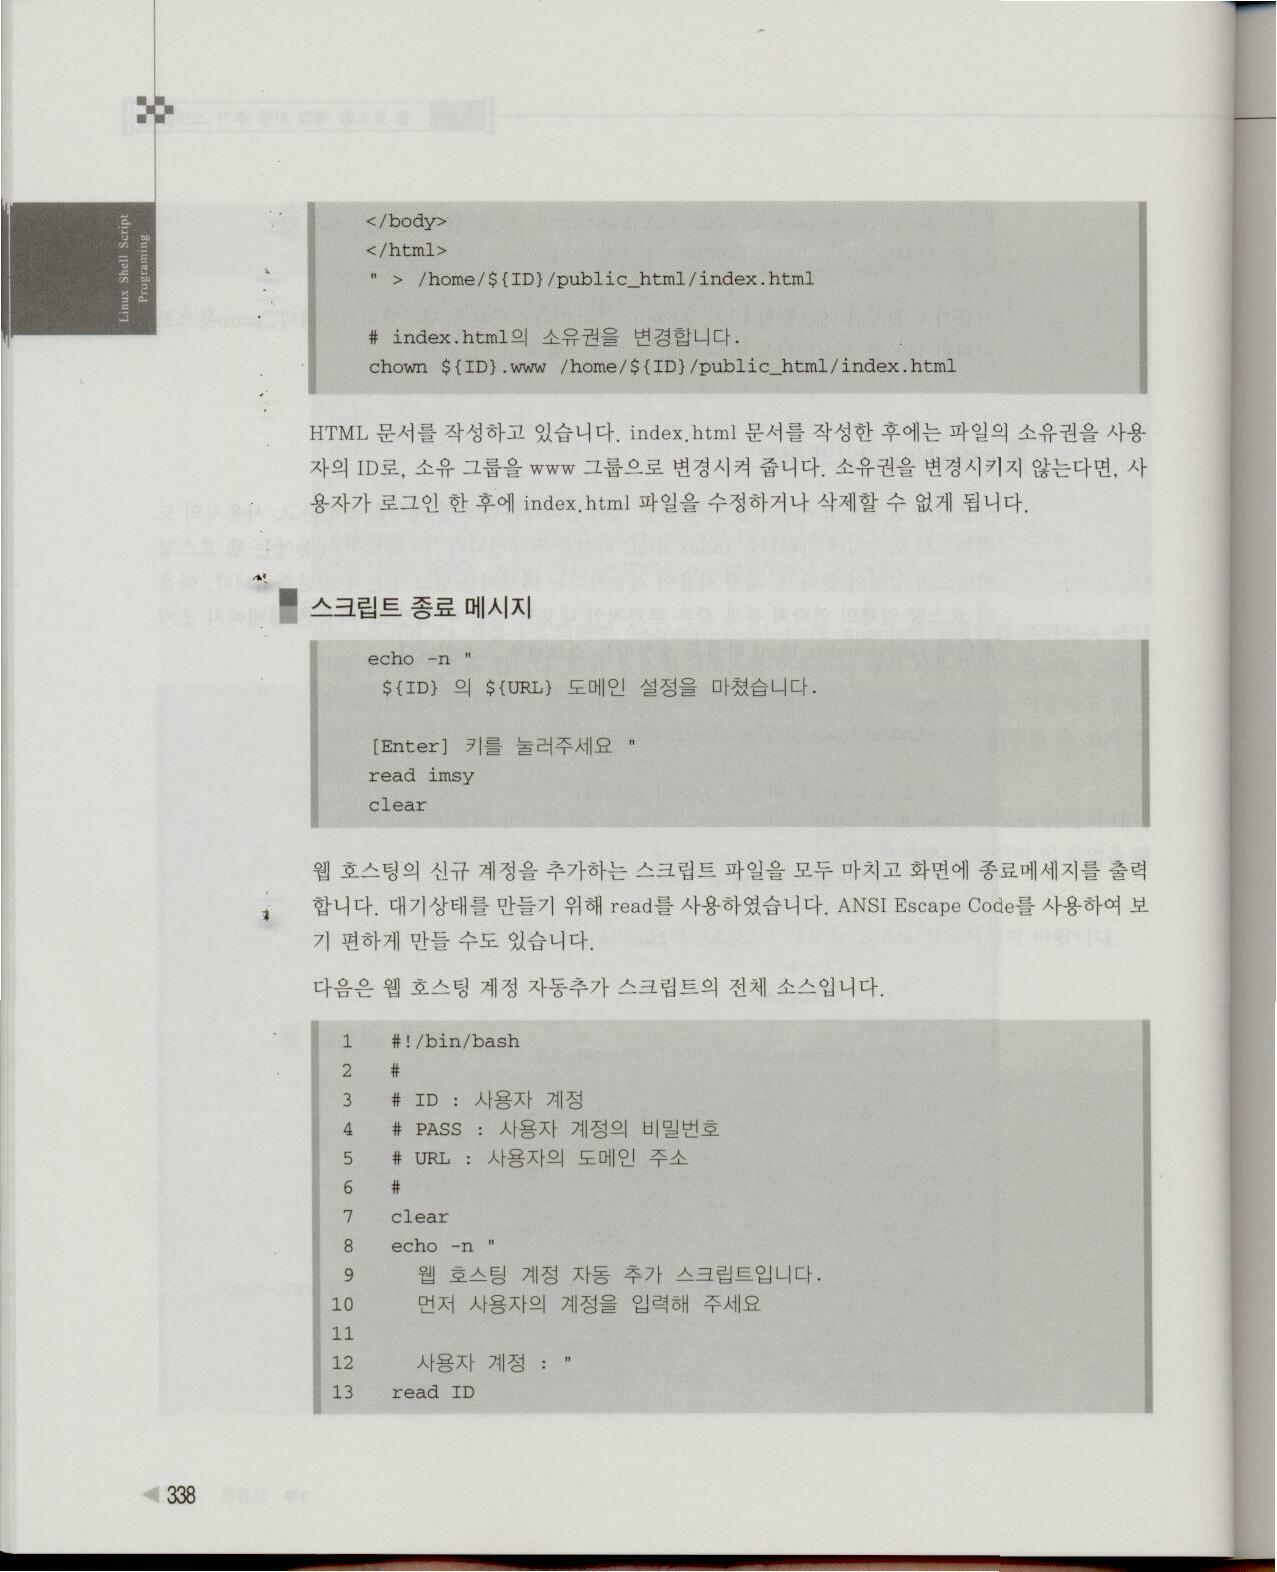 Linux Shell Script
Programing
</body>
</html>
" > /home/${ID}/public_html/index.html

# index.html의 소유권을 변경합니다.
chown ${ID}.www /home/${ID}/public_html/index.html

HTML 문서를 작성하고 있습니다. index.html 문서를 작성한 후에는 파일의 소유권을 사용
자의 ID로, 소유 그룹을 www 그룹으로 변경시켜 줍니다. 소유권을 변경시키지 않는다면, 사
용자가 로그인 한 후에 index.html 파일을 수정하거나 삭제할 수 없게 됩니다.

스크립트 종료 메시지

echo -n "
${ID} 의 ${URL} 도메인 설정을 마쳤습니다.

[Enter] 키를 눌러주세요 "
read imsy
clear

웹 호스팅의 신규 계정을 추가하는 스크립트 파일을 모두 마치고 화면에 종료메세지를 출력
합니다. 대기상태를 만들기 위해 read를 사용하였습니다. ANSI Escape Code를 사용하여 보
기 편하게 만들 수도 있습니다.
다음은 웹 호스팅 계정 자동추가 스크립트의 전체 소스입니다.

1 #!/bin/bash
2 #
3 # ID : 사용자 계정
4 # PASS : 사용자 계정의 비밀번호
5 # URL : 사용자의 도메인 주소
6 #
7 clear
8 echo -n "
9 웹 호스팅 계정 자동 추가 스크립트입니다.
10 먼저 사용자의 계정을 입력해 주세요
11
12 사용자 계정 : "
13 read ID

◀ 338